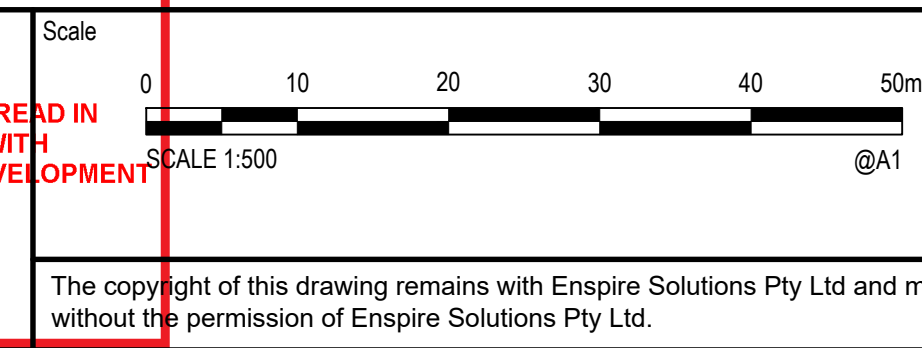 Scale
0 10 20 30 40 50m
READ IN
WITH
SCALE 1:500 @A1
VELOPMENT
The copyright of this drawing remains with Enspire Solutions Pty Ltd and m
without the permission of Enspire Solutions Pty Ltd.